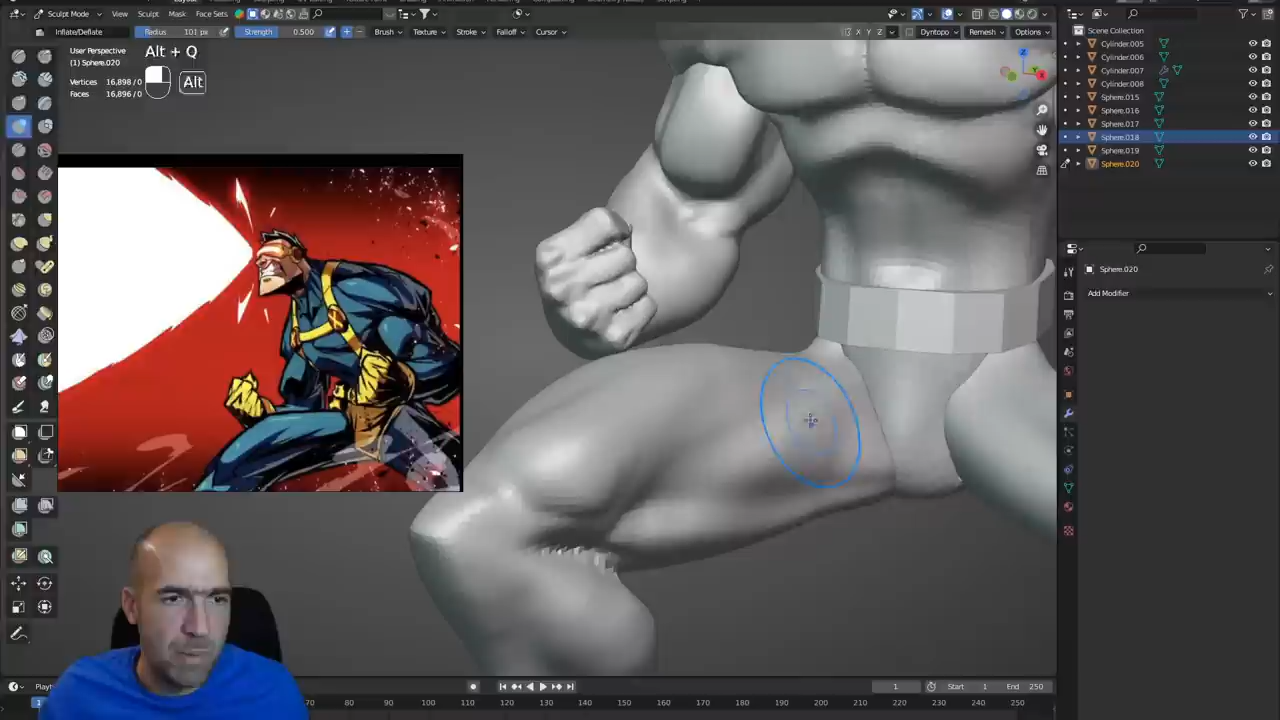 Sculpt Mode View Sculpt Mask Face Sets
Inflate/Deflate Radius 101 px Strength 0.500 Brush Texture Stroke Falloff Cursor X Y Z Dyntopo Remesh Options
User Perspective
(1) Sphere.020
Vertices 16,898 / 0
Faces 16,896 / 0
Alt + Q
Alt
Z
Scene Collection
Cylinder.005
Cylinder.006
Cylinder.007
Cylinder.008
Sphere.015
Sphere.016
Sphere.017
Sphere.018
Sphere.019
Sphere.020
Sphere.020
Add Modifier
1 Start 1 End 250
1 70 80 90 100 110 120 130 140 150 160 170 180 190 200 210 220 230 240 250